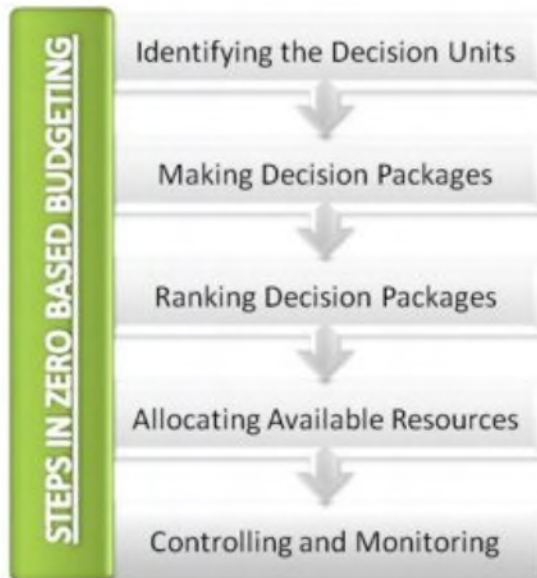 STEPS IN ZERO BASED BUDGETING
Identifying the Decision Units
Making Decision Packages
Ranking Decision Packages
Allocating Available Resources
Controlling and Monitoring